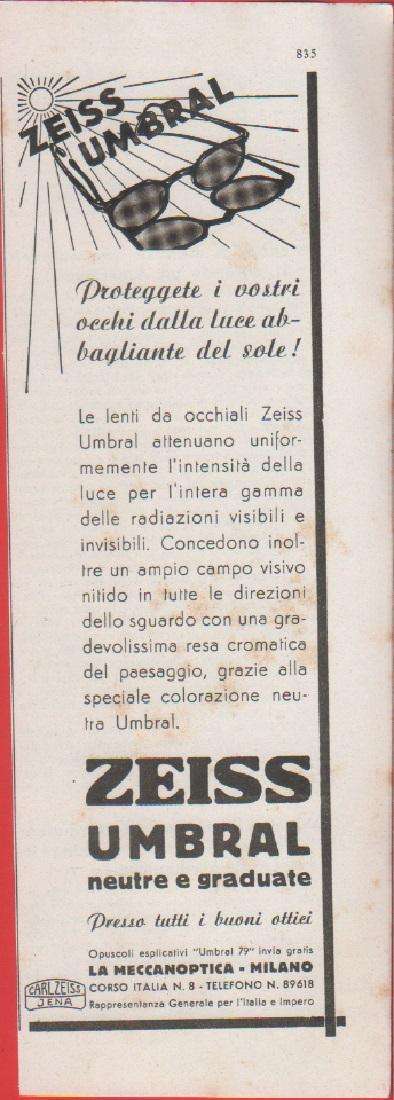 835
ZEISS
UMBRAL
Proteggete i vostri
occhi dalla luce ab-
bagliante del sole!
Le lenti da occhiali Zeiss
Umbral attenuano unifor-
memente l'intensità della
luce per l'intera gamma
delle radiazioni visibili e
invisibili. Concedono inol-
tre un ampio campo visivo
nitido in tutte le direzioni
dello sguardo con una gra-
devolissima resa cromatica
del paesaggio, grazie alla
speciale colorazione neu-
tra Umbral.
ZEISS
UMBRAL
neutre e graduate
Presso tutti i buoni ottici
Opuscoli esplicativi "Umbral 79" invia gratis
LA MECCANOPTICA - MILANO
CORSO ITALIA N. 8 - TELEFONO N. 89618
Rappresentanza Generale per l'Italia e Impero
CARL ZEISS
JENA